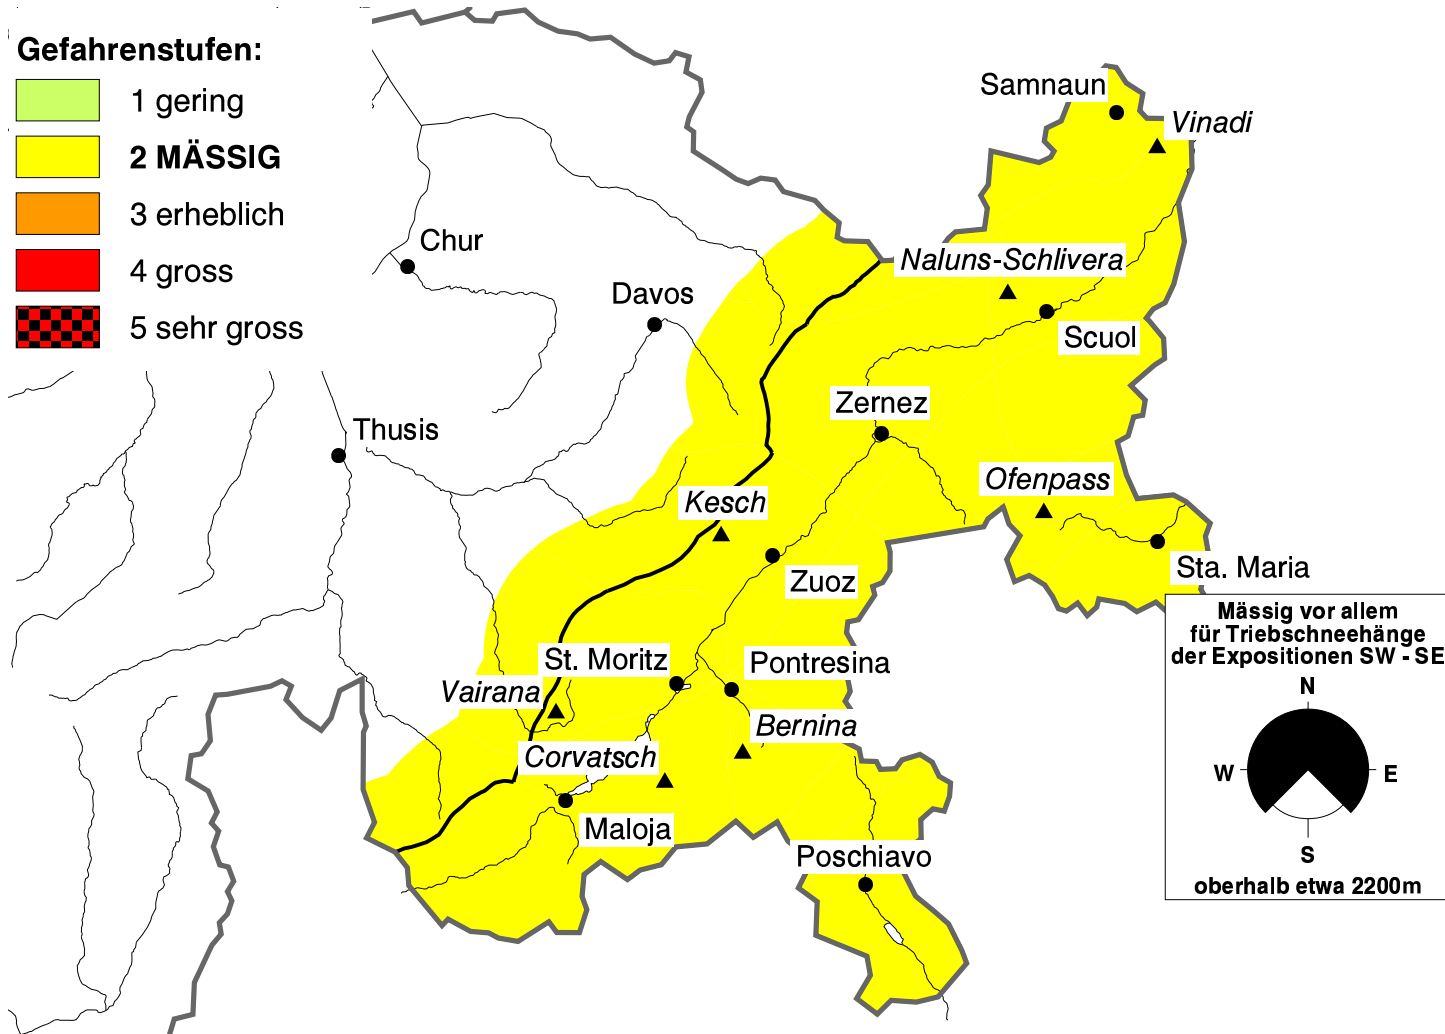 Gefahrenstufen:
1 gering
2 MÄSSIG
3 erheblich
4 gross
5 sehr gross
Samnaun
Vinadi
Chur
Naluns-Schlivera
Davos
Scuol
Zernez
Thusis
Ofenpass
Kesch
Sta. Maria
Zuoz
St. Moritz
Pontresina
Vairana
Bernina
Corvatsch
Maloja
Poschiavo
Mässig vor allem
für Triebschneehänge
der Expositionen SW - SE
N
W
E
S
oberhalb etwa 2200m